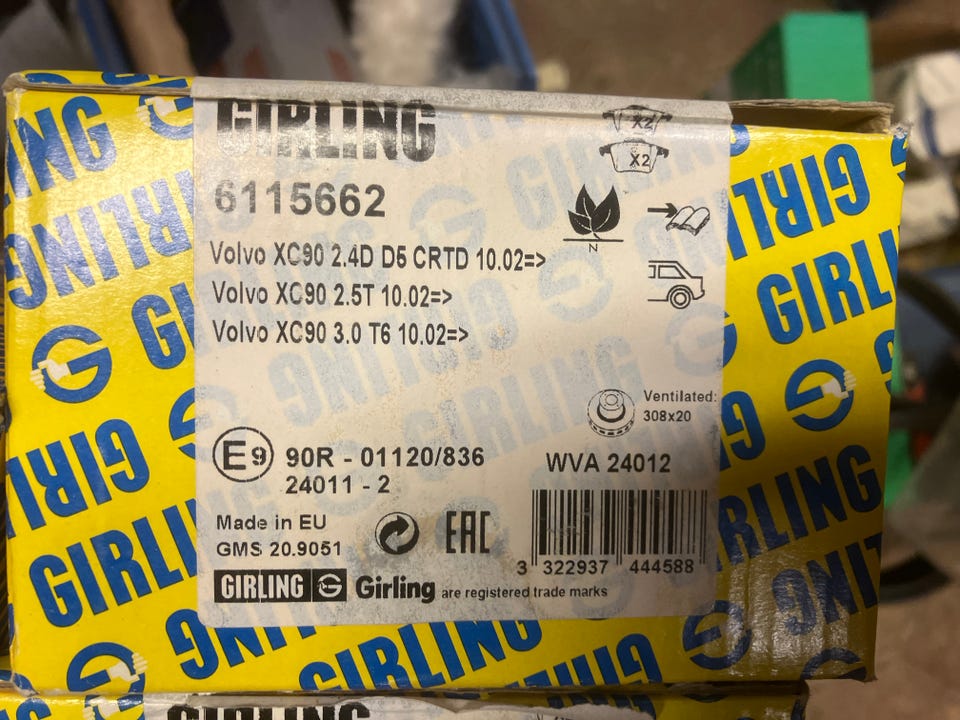 GIRLING
6115662
X2
X2
N
Volvo XC90 2.4D D5 CRTD 10.02=>
Volvo XC90 2.5T 10.02=>
Volvo XC90 3.0 T6 10.02=>
Ventilated:
308x20
E9 90R - 01120/836
24011 - 2
WVA 24012
Made in EU
GMS 20.9051
EAC
3 322937 444588
GIRLING G Girling are registered trade marks
GIRLING